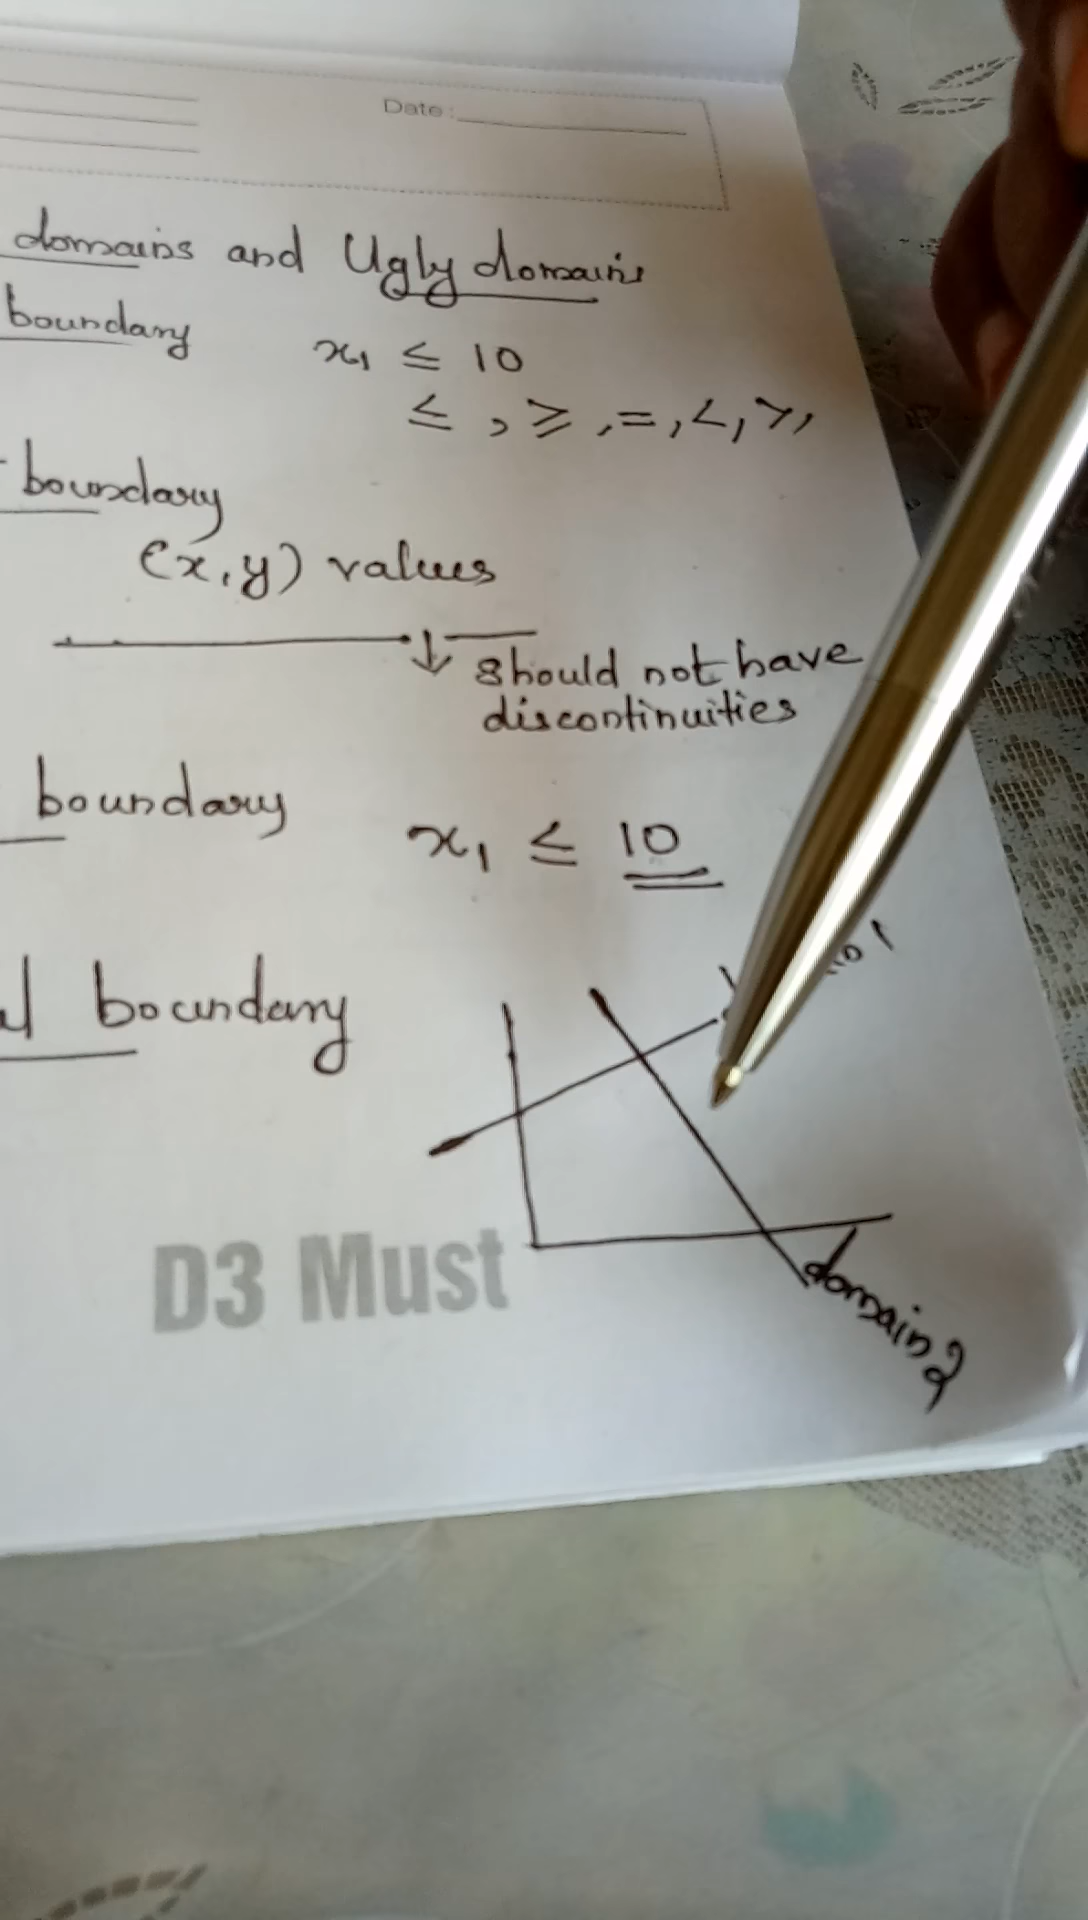 Date:
domains and Ugly domains
boundary x₁ ≤ 10
≤ , ≥ , = , < , > ,
boundary
(x, y) values
↓ should not have
discontinuities
boundary x₁ ≤ 10
boundary
domain 2
D3 Must